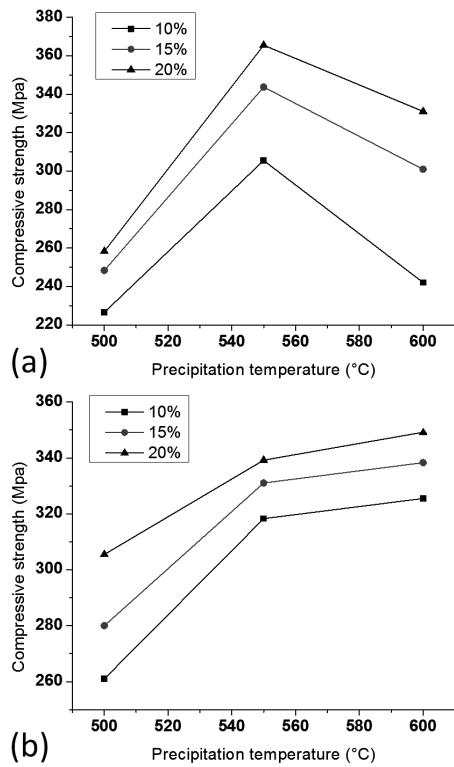 380
360
340
320
300
280
260
240
220
Compressive strength (Mpa)
10%
15%
20%
500 520 540 560 580 600
Precipitation temperature (°C)
(a)
360
340
320
300
280
260
Compressive strength (Mpa)
10%
15%
20%
500 520 540 560 580 600
Precipitation temperature (°C)
(b)